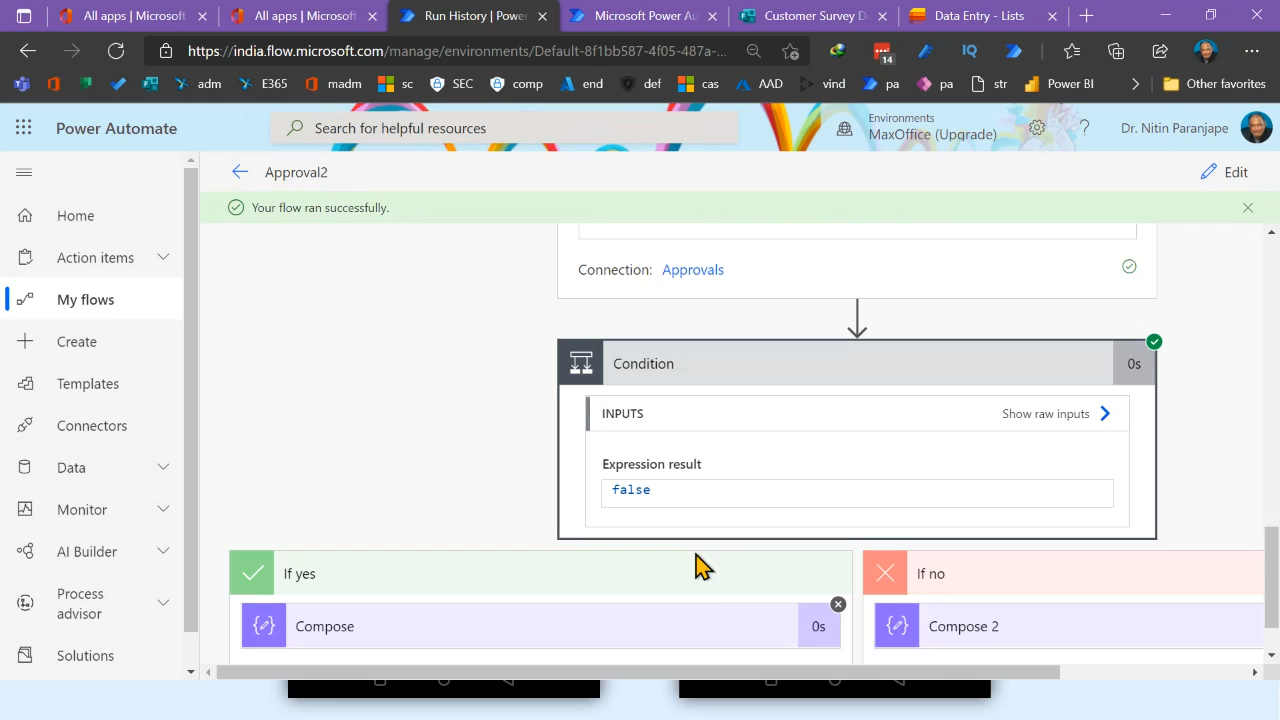 All apps | Microsoft
All apps | Microsoft
Run History | Power
Microsoft Power Au
Customer Survey D
Data Entry - Lists
https://india.flow.microsoft.com/manage/environments/Default-8f1bb587-4f05-487a-...
14
IQ
adm
E365
madm
sc
SEC
comp
end
def
cas
AAD
vind
pa
pa
str
Power BI
Other favorites
Power Automate
Search for helpful resources
Environments
MaxOffice (Upgrade)
Dr. Nitin Paranjape
Approval2
Edit
Your flow ran successfully.
Home
Action items
My flows
Create
Templates
Connectors
Data
Monitor
AI Builder
Process
advisor
Solutions
Connection: Approvals
Condition
0s
INPUTS
Show raw inputs
Expression result
false
If yes
If no
Compose
0s
Compose 2